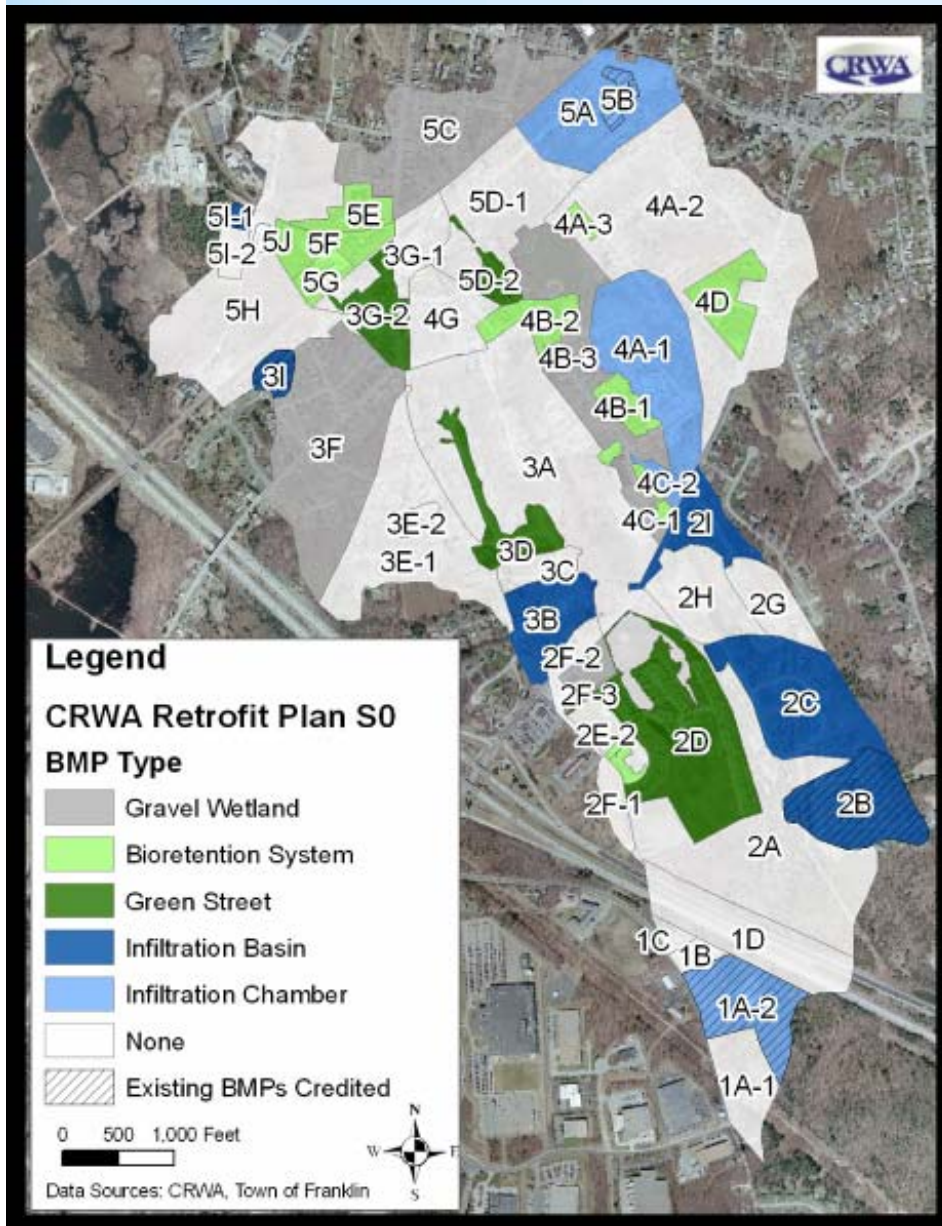 CRWA
5B
5A
5C
5D-1
4A-2
4A-3
5I-1
5E
5J
5F
5I-2
3G-1
5G
5D-2
5H
3G-2
4G
4B-2
4D
4B-3
4A-1
3I
4B-1
3F
3A
4C-2
3E-2
4C-1
2I
3D
3E-1
3C
2H
2G
3B
2F-2
2F-3
2C
2E-2
2D
2F-1
2B
2A
1C
1D
1B
1A-2
1A-1
Legend
CRWA Retrofit Plan S0
BMP Type
Gravel Wetland
Bioretention System
Green Street
Infiltration Basin
Infiltration Chamber
None
Existing BMPs Credited
0 500 1,000 Feet
N
W E
S
Data Sources: CRWA, Town of Franklin